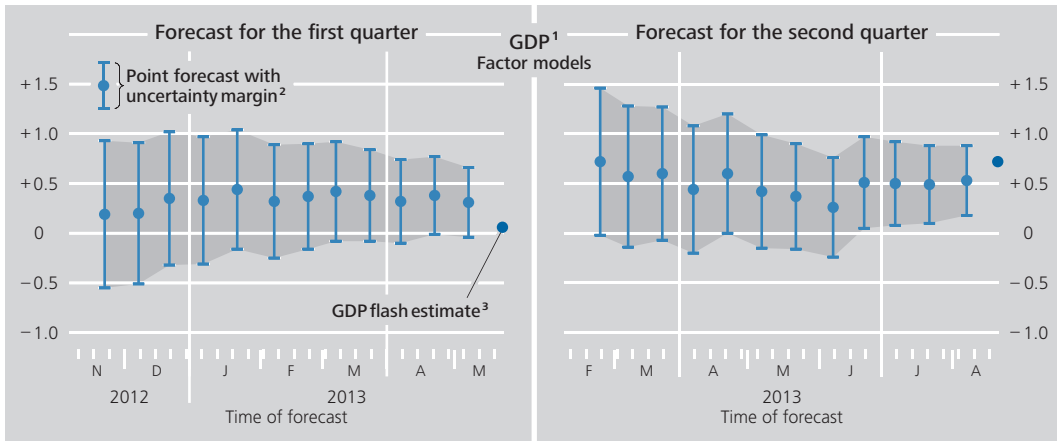 Forecast for the first quarter
GDP¹
Factor models
Forecast for the second quarter
Point forecast with
uncertainty margin²
+1.5
+1.0
+0.5
0
−0.5
−1.0
GDP flash estimate³
+1.5
+1.0
+0.5
0
−0.5
−1.0
N D J F M A M
2012 2013
Time of forecast
F M A M J J A
2013
Time of forecast